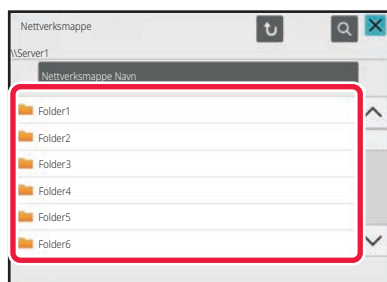 Nettverksmappe
\\Server1
Nettverksmappe Navn
Folder1
Folder2
Folder3
Folder4
Folder5
Folder6